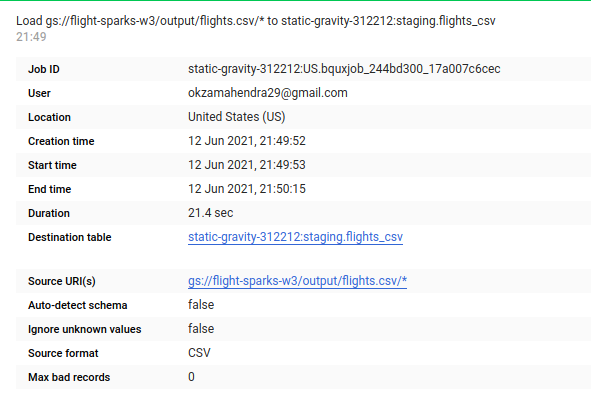 Load gs://flight-sparks-w3/output/flights.csv/* to static-gravity-312212:staging.flights_csv
21:49
Job ID static-gravity-312212:US.bquxjob_244bd300_17a007c6cec
User okzamahendra29@gmail.com
Location United States (US)
Creation time 12 Jun 2021, 21:49:52
Start time 12 Jun 2021, 21:49:53
End time 12 Jun 2021, 21:50:15
Duration 21.4 sec
Destination table static-gravity-312212:staging.flights_csv
Source URI(s) gs://flight-sparks-w3/output/flights.csv/*
Auto-detect schema false
Ignore unknown values false
Source format CSV
Max bad records 0